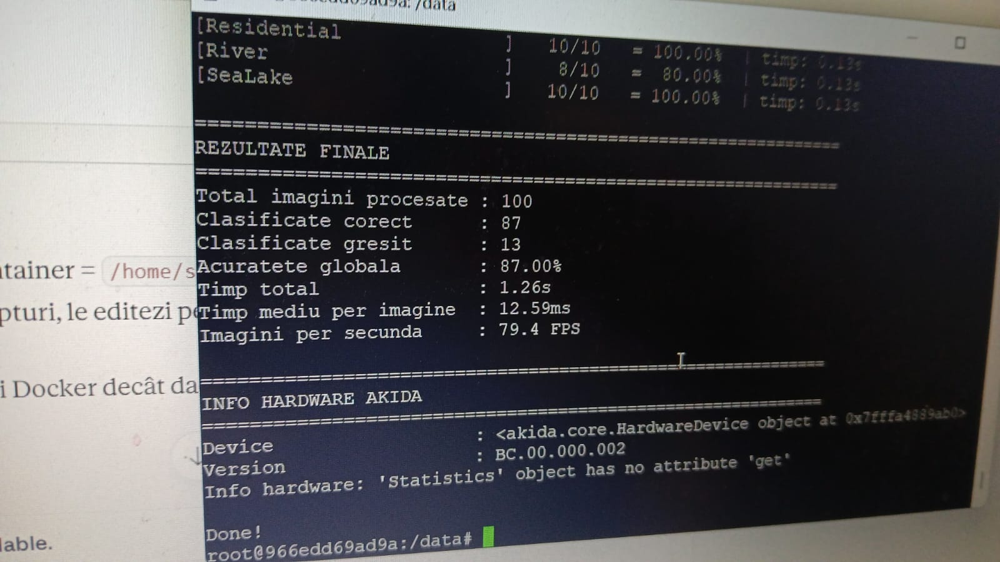 /data
[Residential ] 10/10 = 100.00% | timp: 0.13s
[River ] 8/10 = 80.00% | timp: 0.13s
[SeaLake ] 10/10 = 100.00% | timp: 0.13s
================================================================================
REZULTATE FINALE
================================================================================
Total imagini procesate : 100
Clasificate corect : 87
Clasificate gresit : 13
Acuratete globala : 87.00%
Timp total : 1.26s
Timp mediu per imagine : 12.59ms
Imagini per secunda : 79.4 FPS
================================================================================
INFO HARDWARE AKIDA
================================================================================
Device : <akida.core.HardwareDevice object at 0x7fffa4889ab0>
Version : BC.00.000.002
Info hardware: 'Statistics' object has no attribute 'get'
Done!
root@966edd69ad9a:/data#
tainer = /home/s
pturi, le editezi pe
i Docker decât da
lable.